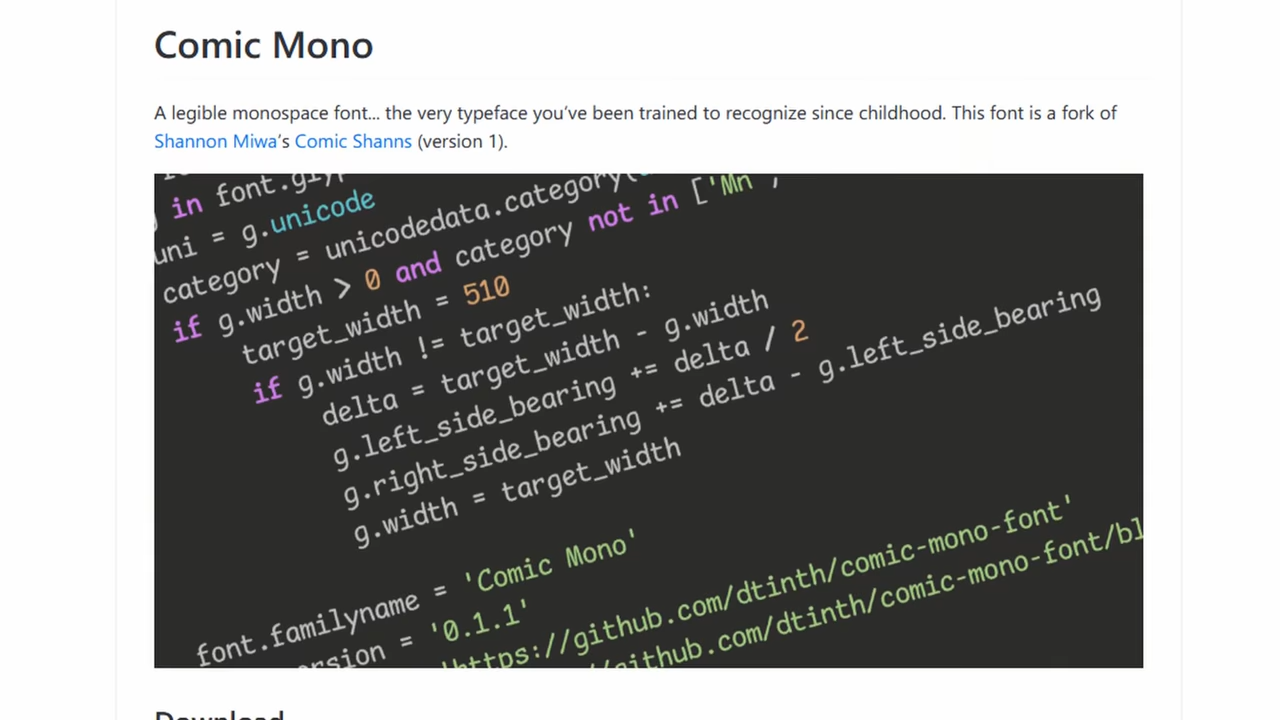 Comic Mono
A legible monospace font... the very typeface you've been trained to recognize since childhood. This font is a fork of
Shannon Miwa's Comic Shanns (version 1).
in font.
uni = g.unicode
category = unicodedata.category(
if g.width > 0 and category not in ['Mn',
target_width = 510
if g.width != target_width:
delta = target_width - g.width
g.left_side_bearing += delta / 2
g.right_side_bearing += delta - g.left_side_bearing
g.width = target_width
font.familyname = 'Comic Mono'
ersion = '0.1.1'
'https://github.com/dtinth/comic-mono-font'
//github.com/dtinth/comic-mono-font/bl
Download